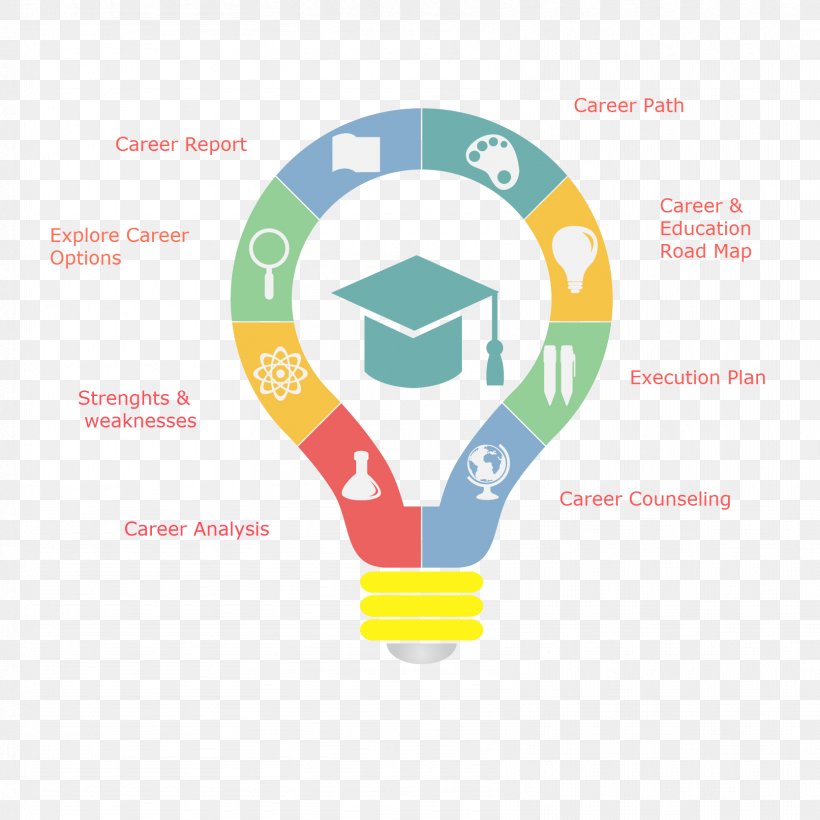 Career Path
Career Report
Career &
Education
Road Map
Explore Career
Options
Execution Plan
Strenghts &
weaknesses
Career Counseling
Career Analysis